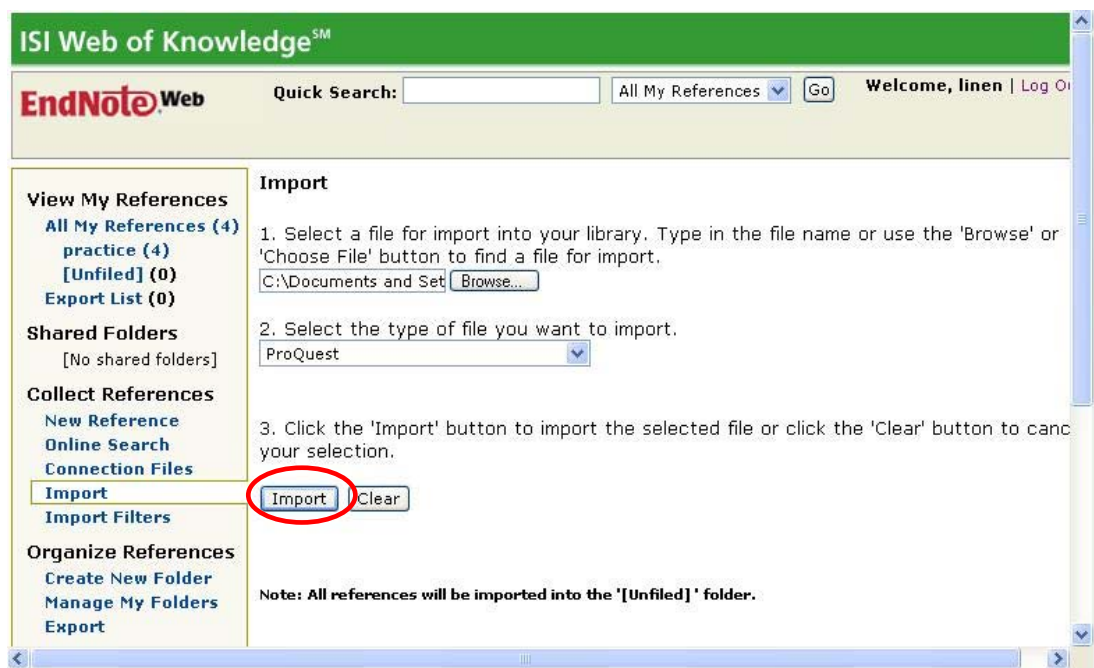 ISI Web of Knowledge℠
EndNote Web
Quick Search:
All My References
Go
Welcome, linen | Log O
View My References
All My References (4)
practice (4)
[Unfiled] (0)
Export List (0)
Shared Folders
[No shared folders]
Collect References
New Reference
Online Search
Connection Files
Import
Import Filters
Organize References
Create New Folder
Manage My Folders
Export
Import
1. Select a file for import into your library. Type in the file name or use the 'Browse' or
'Choose File' button to find a file for import.
C:\Documents and Set Browse...
2. Select the type of file you want to import.
ProQuest
3. Click the 'Import' button to import the selected file or click the 'Clear' button to canc
your selection.
Import Clear
Note: All references will be imported into the '[Unfiled]' folder.